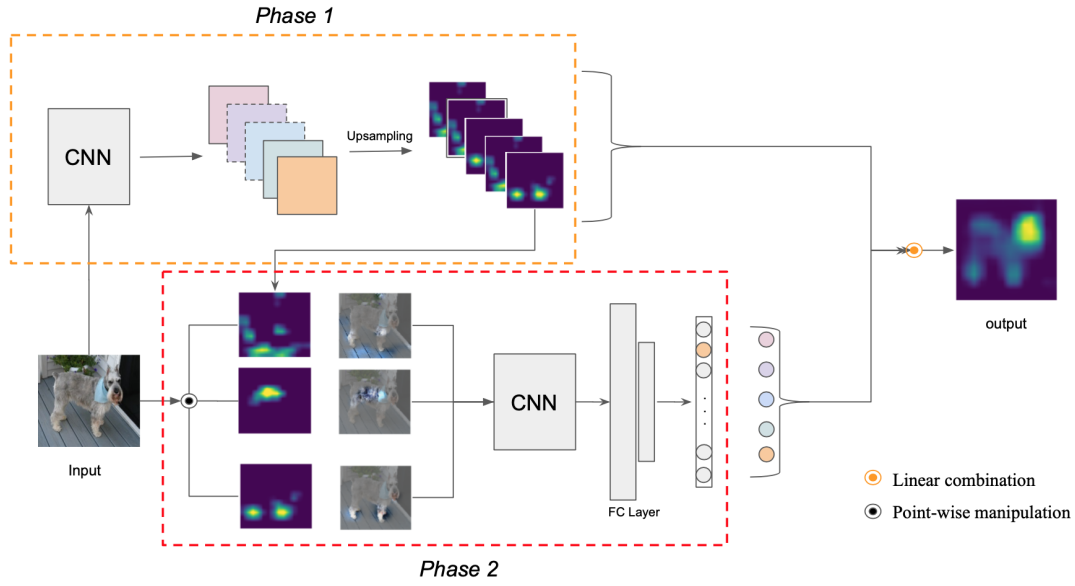 Phase 1
CNN
Upsampling
output
Input
CNN
FC Layer
Linear combination
Point-wise manipulation
Phase 2